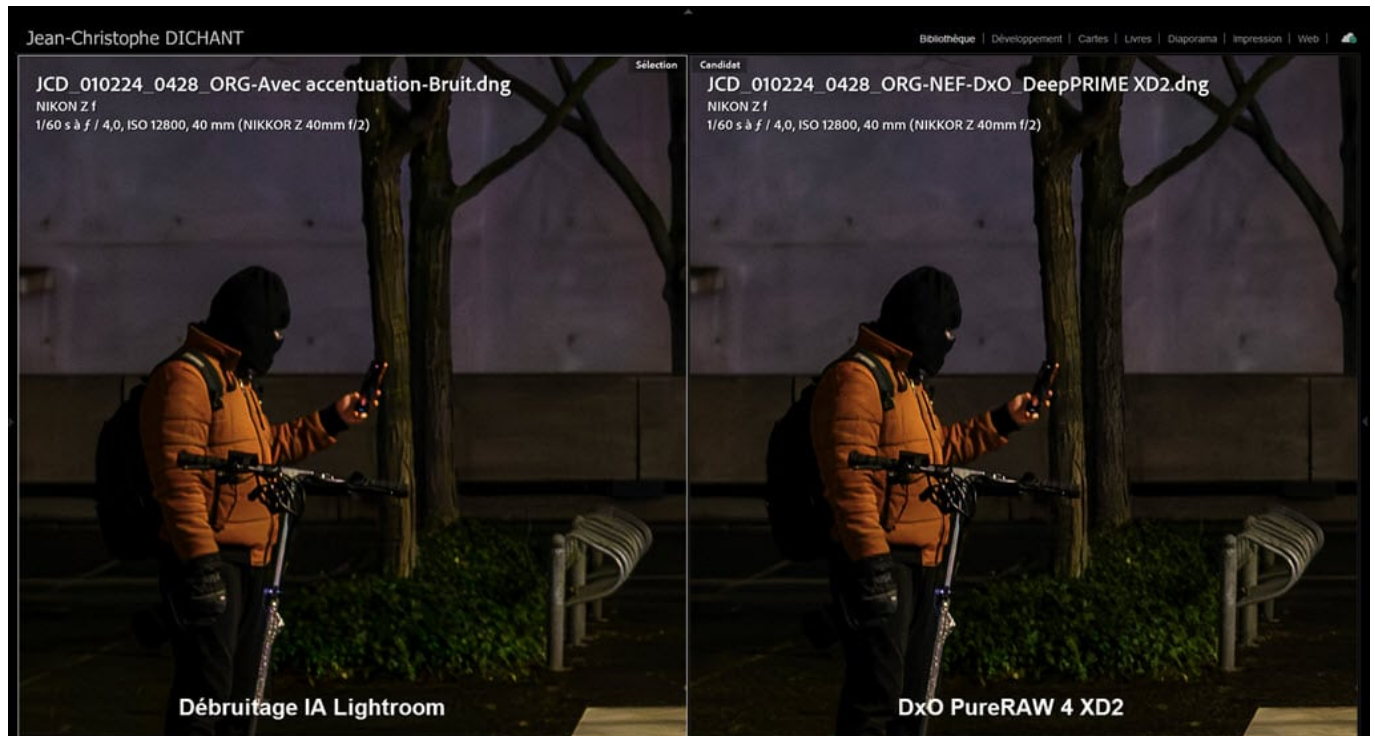 Jean-Christophe DICHANT
Bibliothèque | Développement | Cartes | Livres | Diaporama | Impression | Web |
Sélection
JCD_010224_0428_ORG-Avec accentuation-Bruit.dng
NIKON Z f
1/60 s à ƒ / 4,0, ISO 12800, 40 mm (NIKKOR Z 40mm f/2)
Débruitage IA Lightroom
Candidat
JCD_010224_0428_ORG-NEF-DxO_DeepPRIME XD2.dng
NIKON Z f
1/60 s à ƒ / 4,0, ISO 12800, 40 mm (NIKKOR Z 40mm f/2)
DxO PureRAW 4 XD2